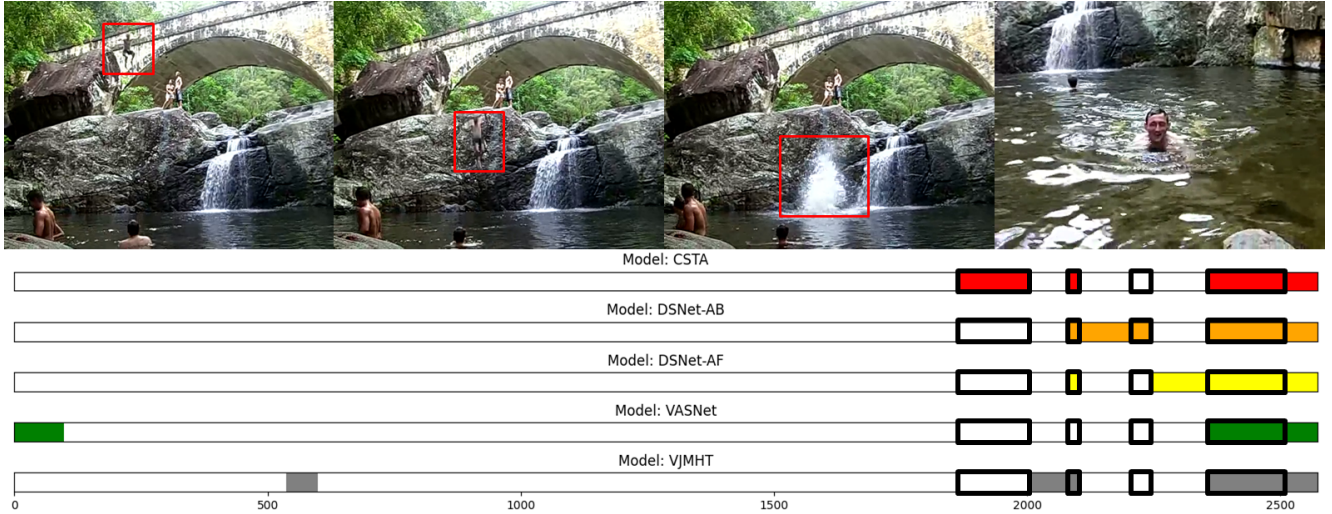 Model: CSTA
Model: DSNet-AB
Model: DSNet-AF
Model: VASNet
Model: VJMHT
0 500 1000 1500 2000 2500